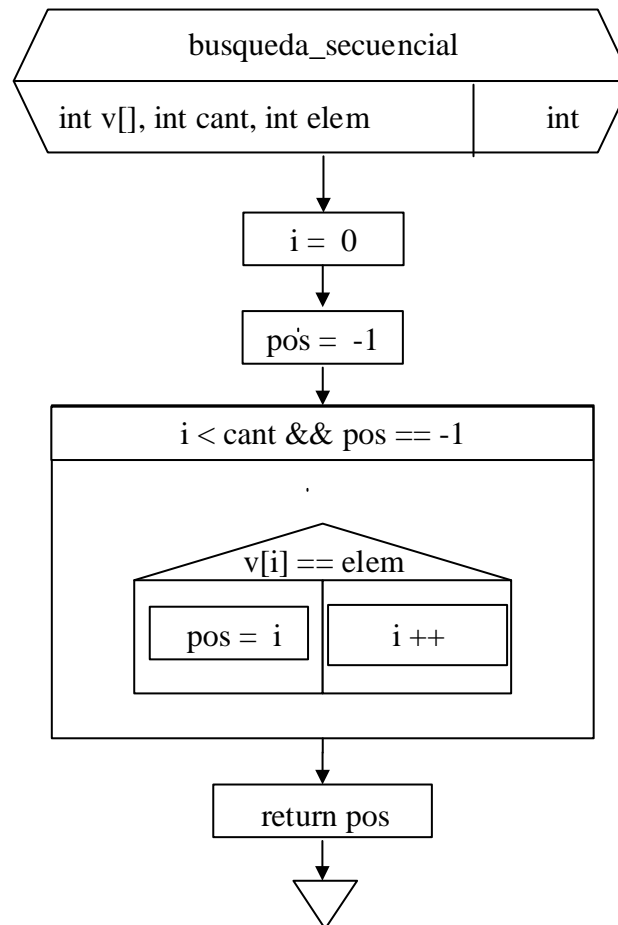 busqueda_secuencial
int v[], int cant, int elem int
i = 0
pos = -1
i < cant && pos == -1
v[i] == elem
pos = i i ++
return pos